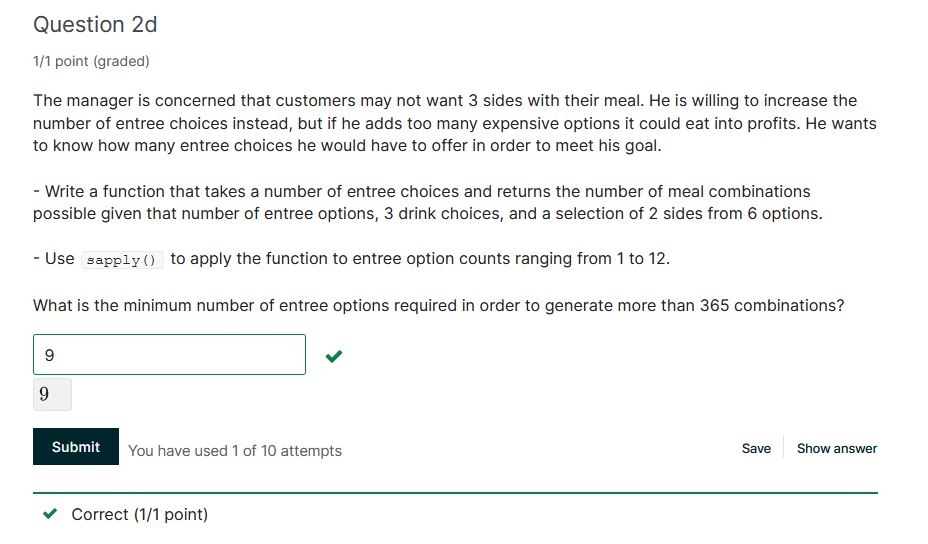 Question 2d
1/1 point (graded)
The manager is concerned that customers may not want 3 sides with their meal. He is willing to increase the
number of entree choices instead, but if he adds too many expensive options it could eat into profits. He wants
to know how many entree choices he would have to offer in order to meet his goal.
- Write a function that takes a number of entree choices and returns the number of meal combinations
possible given that number of entree options, 3 drink choices, and a selection of 2 sides from 6 options.
- Use sapply() to apply the function to entree option counts ranging from 1 to 12.
What is the minimum number of entree options required in order to generate more than 365 combinations?
9
9
Submit You have used 1 of 10 attempts Save Show answer
Correct (1/1 point)